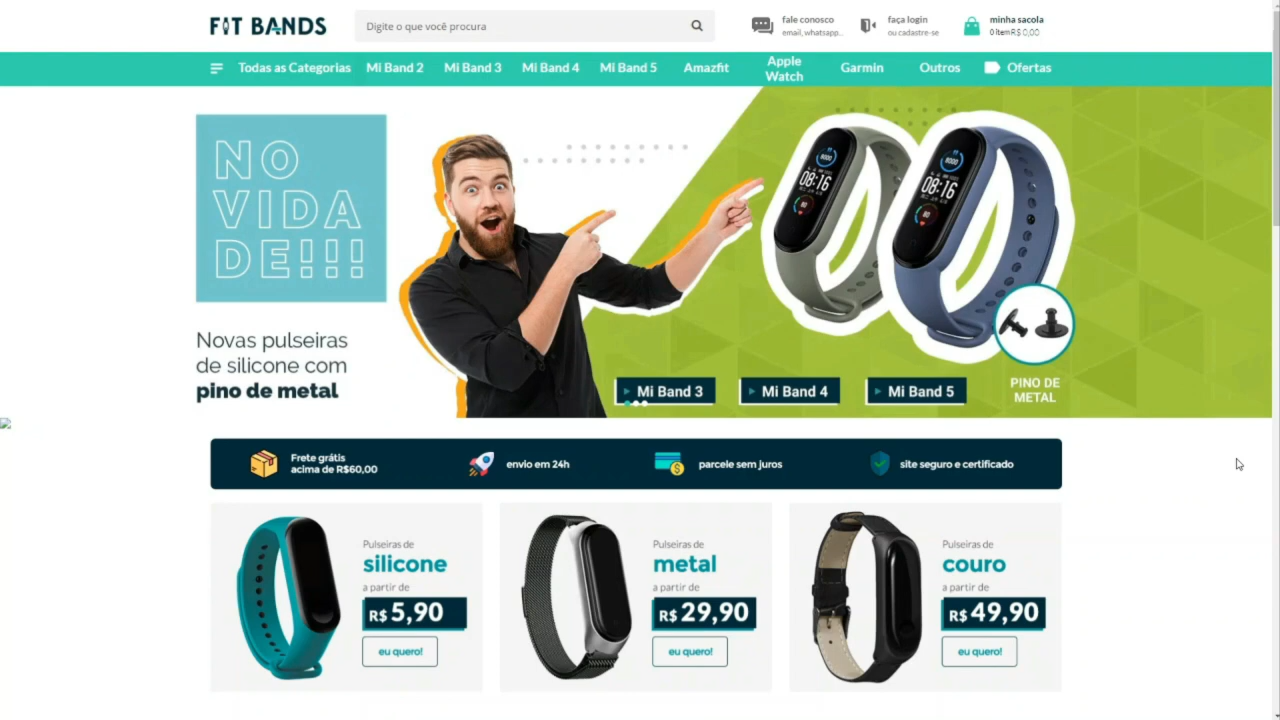 FIT BANDS
Digite o que você procura
fale conosco
email, whatsapp...
faça login
ou cadastre-se
minha sacola
0 item R$ 0,00
Todas as Categorias
Mi Band 2
Mi Band 3
Mi Band 4
Mi Band 5
Amazfit
Apple
Watch
Garmin
Outros
Ofertas
NO
VIDA
DE!!!
Novas pulseiras
de silicone com
pino de metal
08:16
08:16
Mi Band 3
Mi Band 4
Mi Band 5
PINO DE
METAL
Frete grátis
acima de R$60,00
envio em 24h
parcele sem juros
site seguro e certificado
Pulseiras de
silicone
a partir de
R$ 5,90
eu quero!
Pulseiras de
metal
a partir de
R$ 29,90
eu quero!
Pulseiras de
couro
a partir de
R$ 49,90
eu quero!